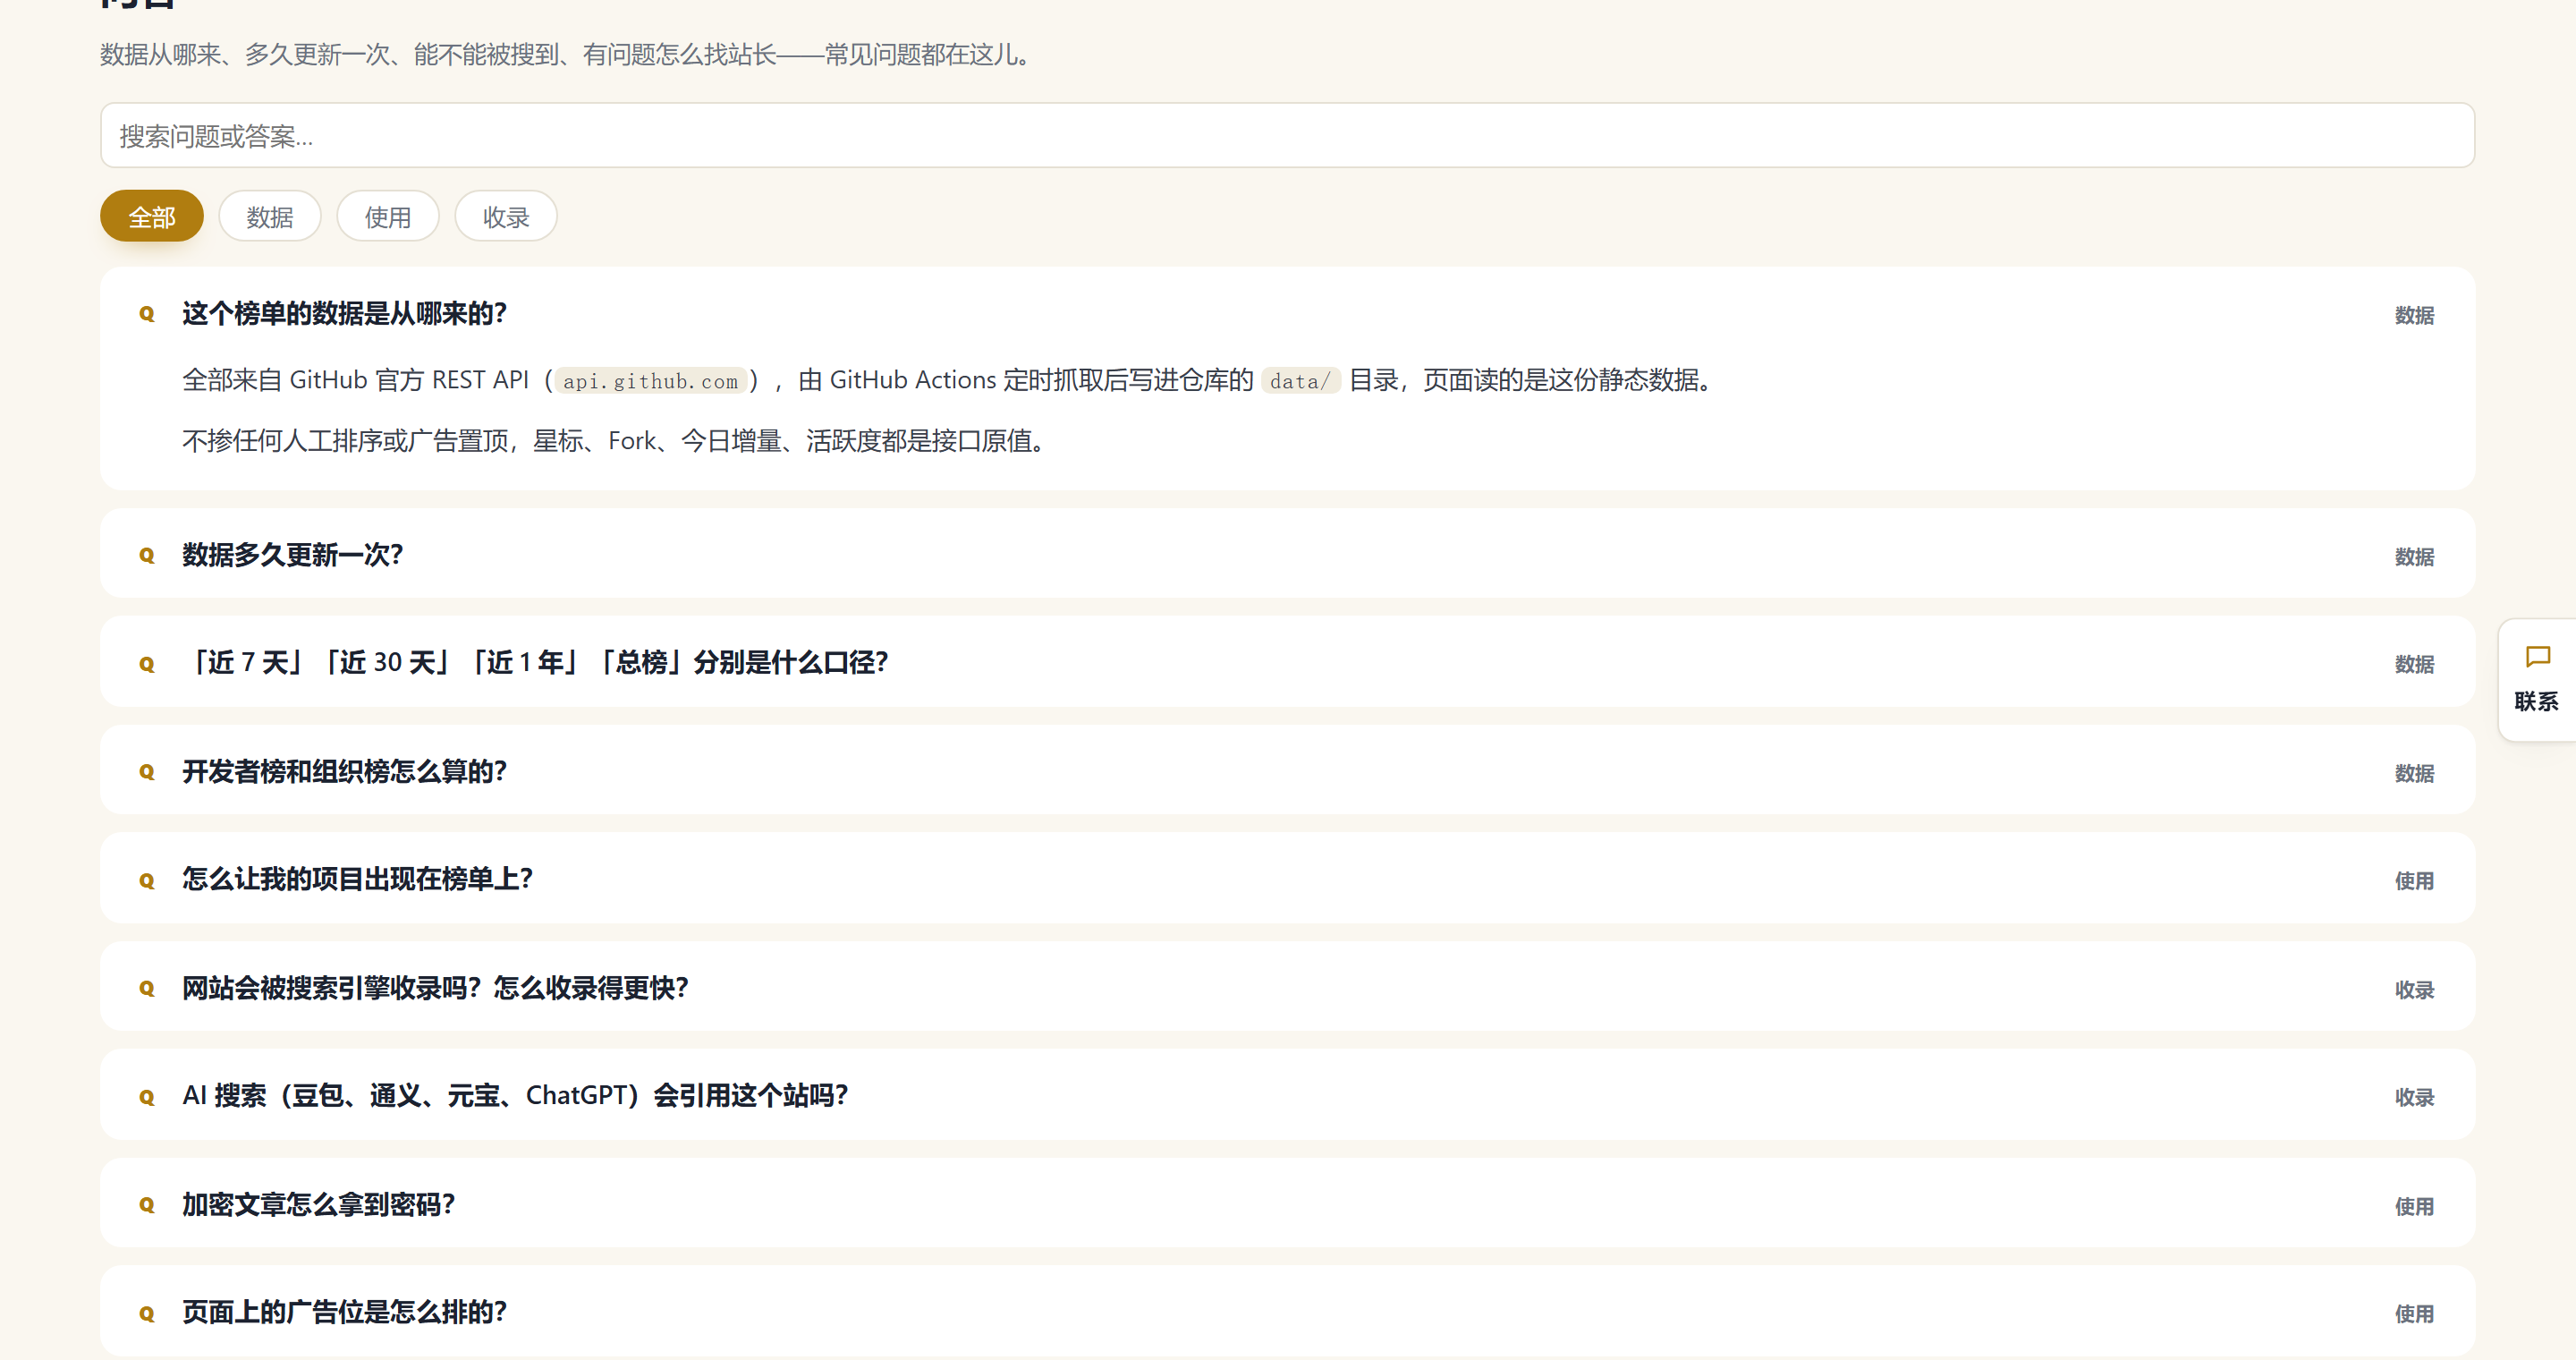 数据从哪来、多久更新一次、能不能被搜到、有问题怎么找站长——常见问题都在这儿。
搜索问题或答案...
全部 数据 使用 收录
Q 这个榜单的数据是从哪来的? 数据
全部来自 GitHub 官方 REST API（api.github.com），由 GitHub Actions 定时抓取后写进仓库的 data/ 目录，页面读的是这份静态数据。
不掺任何人工排序或广告置顶，星标、Fork、今日增量、活跃度都是接口原值。
Q 数据多久更新一次? 数据
Q 「近 7 天」「近 30 天」「近 1 年」「总榜」分别是什么口径? 数据
联系
Q 开发者榜和组织榜怎么算的? 数据
Q 怎么让我的项目出现在榜单上? 使用
Q 网站会被搜索引擎收录吗? 怎么收录得更快? 收录
Q AI 搜索（豆包、通义、元宝、ChatGPT）会引用这个站吗? 收录
Q 加密文章怎么拿到密码? 使用
Q 页面上的广告位是怎么排的? 使用